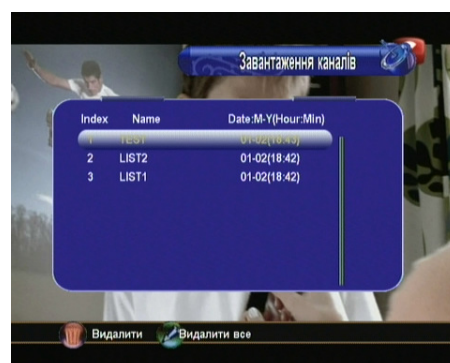 Завантаження каналів
Index Name Date:M-Y(Hour:Min)
1 TEST 01-02(18:43)
2 LIST2 01-02(18:42)
3 LIST1 01-02(18:42)
Видалити Видалити все